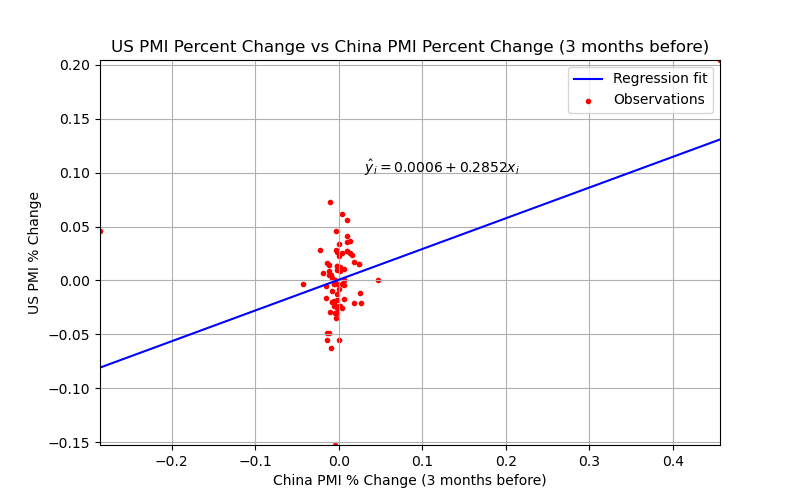 US PMI Percent Change vs China PMI Percent Change (3 months before)
0.20
0.15
0.10
0.05
0.00
−0.05
−0.10
−0.15
US PMI % Change
Regression fit
Observations
ŷᵢ = 0.0006 + 0.2852xᵢ
−0.2 −0.1 0.0 0.1 0.2 0.3 0.4
China PMI % Change (3 months before)